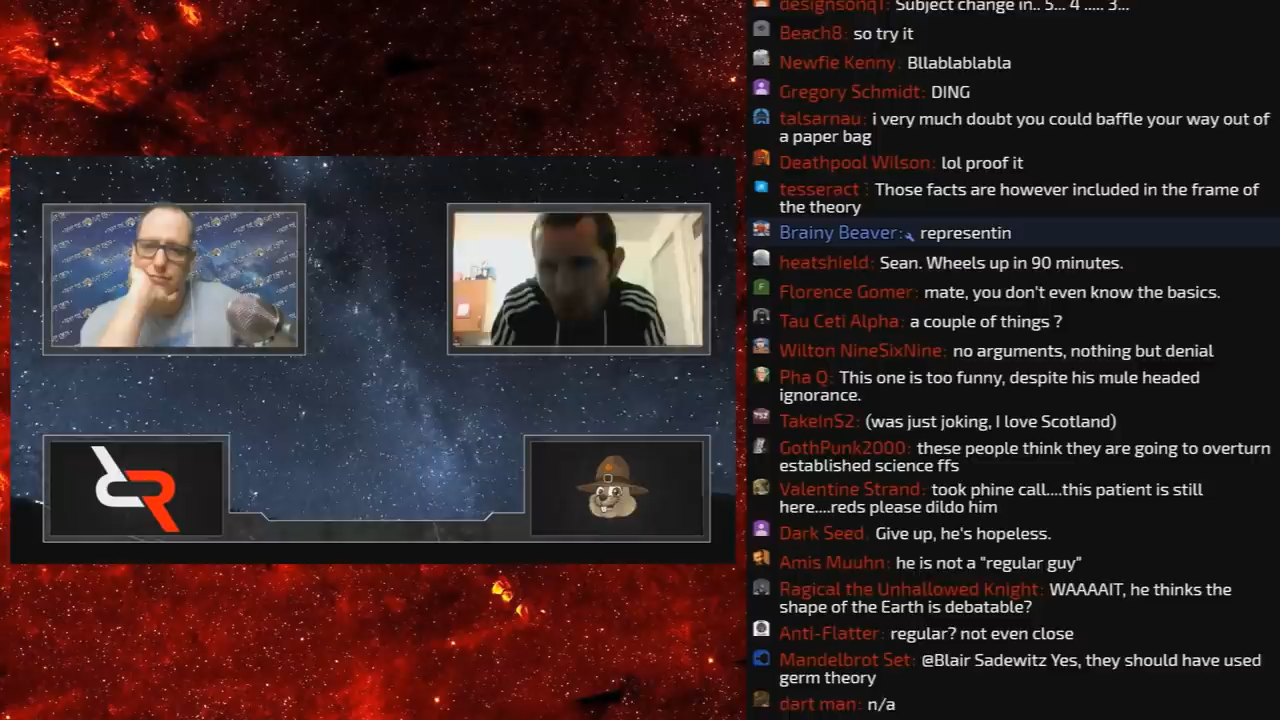 designsonq1: Subject change in.. 5... 4 ..... 3...
Beach8: so try it
Newfie Kenny: Bllablablabla
Gregory Schmidt: DING
talsarnau: i very much doubt you could baffle your way out of
a paper bag
Deathpool Wilson: lol proof it
tesseract : Those facts are however included in the frame of
the theory
Brainy Beaver: representin
heatshield: Sean. Wheels up in 90 minutes.
Florence Gomer: mate, you don't even know the basics.
Tau Ceti Alpha: a couple of things ?
Wilton NineSixNine: no arguments, nothing but denial
Pha Q: This one is too funny, despite his mule headed
ignorance.
TakeInS2: (was just joking, I love Scotland)
GothPunk2000: these people think they are going to overturn
established science ffs
Valentine Strand: took phine call....this patient is still
here....reds please dildo him
Dark Seed: Give up, he's hopeless.
Amis Muuhn: he is not a "regular guy"
Ragical the Unhallowed Knight: WAAAAIT, he thinks the
shape of the Earth is debatable?
Anti-Flatter: regular? not even close
Mandelbrot Set: @Blair Sadewitz Yes, they should have used
germ theory
dart man: n/a